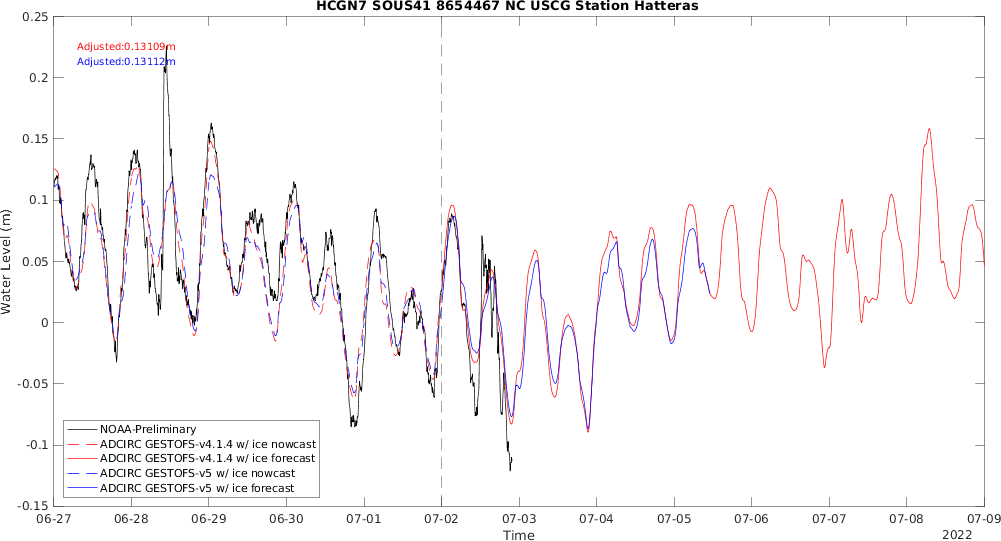 HCGN7 SOUS41 8654467 NC USCG Station Hatteras
Adjusted:0.13109m
Adjusted:0.13112m
Water Level (m)
0.25
0.2
0.15
0.1
0.05
0
-0.05
-0.1
-0.15
NOAA-Preliminary
ADCIRC GESTOFS-v4.1.4 w/ ice nowcast
ADCIRC GESTOFS-v4.1.4 w/ ice forecast
ADCIRC GESTOFS-v5 w/ ice nowcast
ADCIRC GESTOFS-v5 w/ ice forecast
06-27 06-28 06-29 06-30 07-01 07-02 07-03 07-04 07-05 07-06 07-07 07-08 07-09
Time
2022